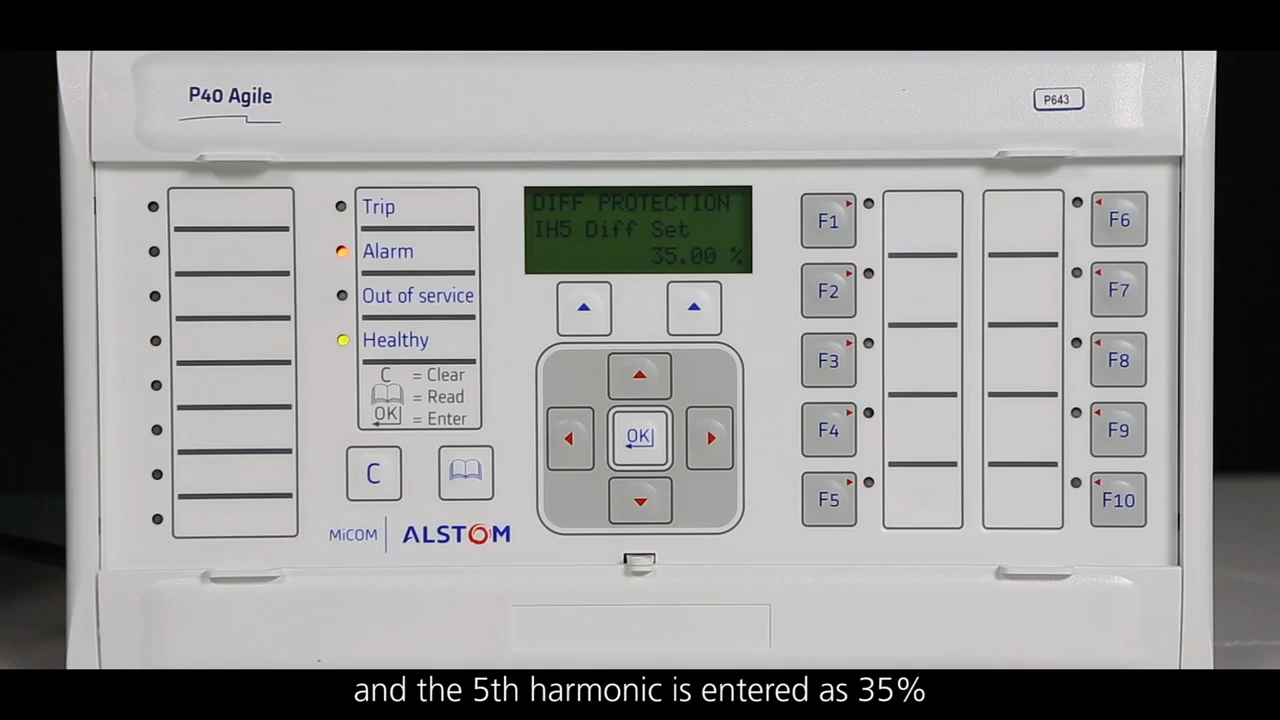 P40 Agile
P643
Trip
Alarm
Out of service
Healthy
C = Clear
= Read
OK = Enter
C
MiCOM ALSTOM
DIFF PROTECTION
IH5 Diff Set
35.00 %
OK
F1
F2
F3
F4
F5
F6
F7
F8
F9
F10
and the 5th harmonic is entered as 35%